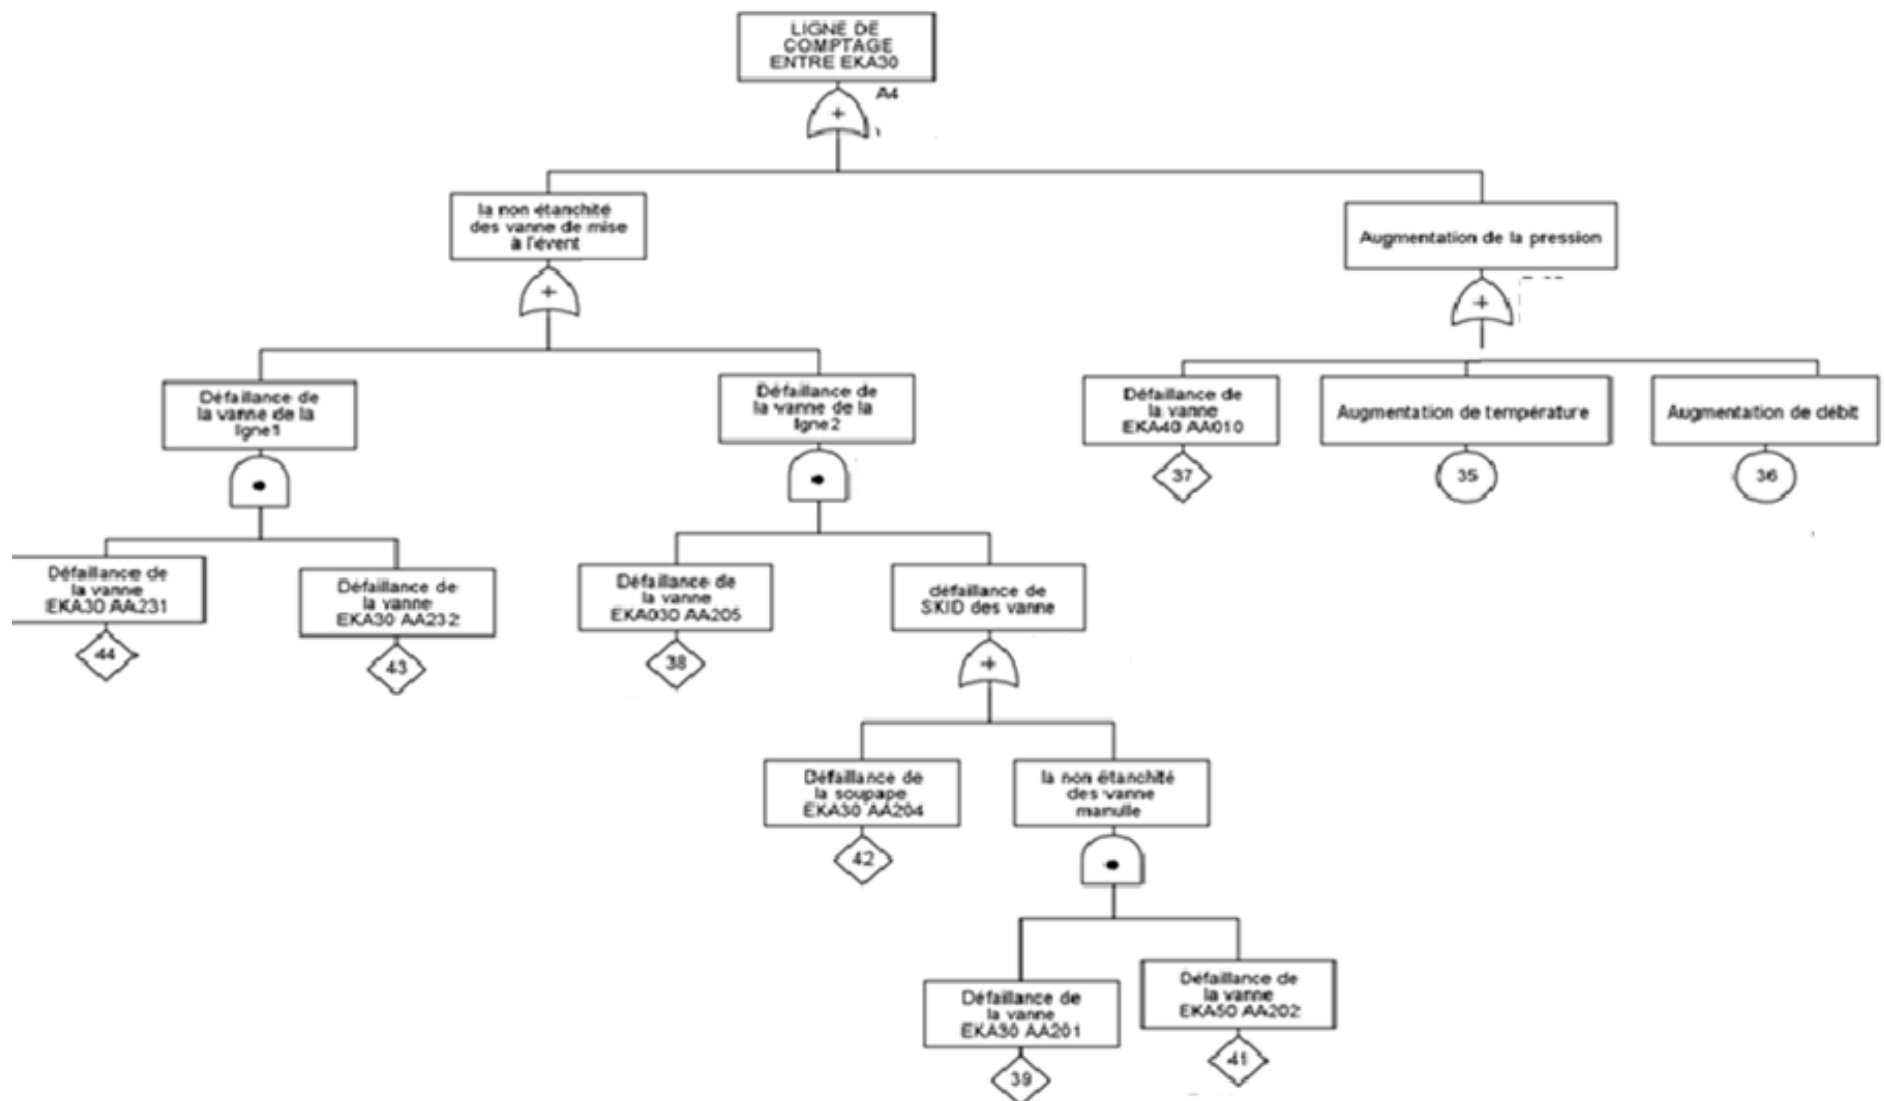 LIGNE DE
COMPTAGE
ENTRE EKA30
A4
+
la non étanchité
des vanne de mise
à l'évent
+
Augmentation de la pression
+
Défaillance de
la vanne de la
lgne1
Défaillance de
la vanne de la
lgne2
Défaillance de
la vanne
EKA40 AA010
37
Augmentation de température
35
Augmentation de débit
36
Défaillance de
la vanne
EKA30 AA231
44
Défaillance de
la vanne
EKA30 AA232
43
Défaillance de
la vanne
EKA030 AA205
38
défaillance de
SKID des vanne
+
Défaillance de
la soupape
EKA30 AA204
42
la non étanchité
des vanne
manulle
Défaillance de
la vanne
EKA30 AA201
39
Défaillance de
la vanne
EKA50 AA202
41